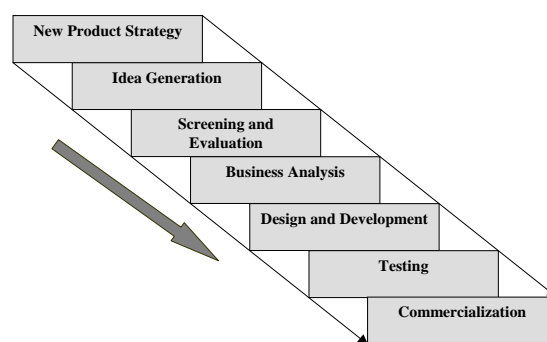 New Product Strategy
Idea Generation
Screening and
Evaluation
Business Analysis
Design and Development
Testing
Commercialization